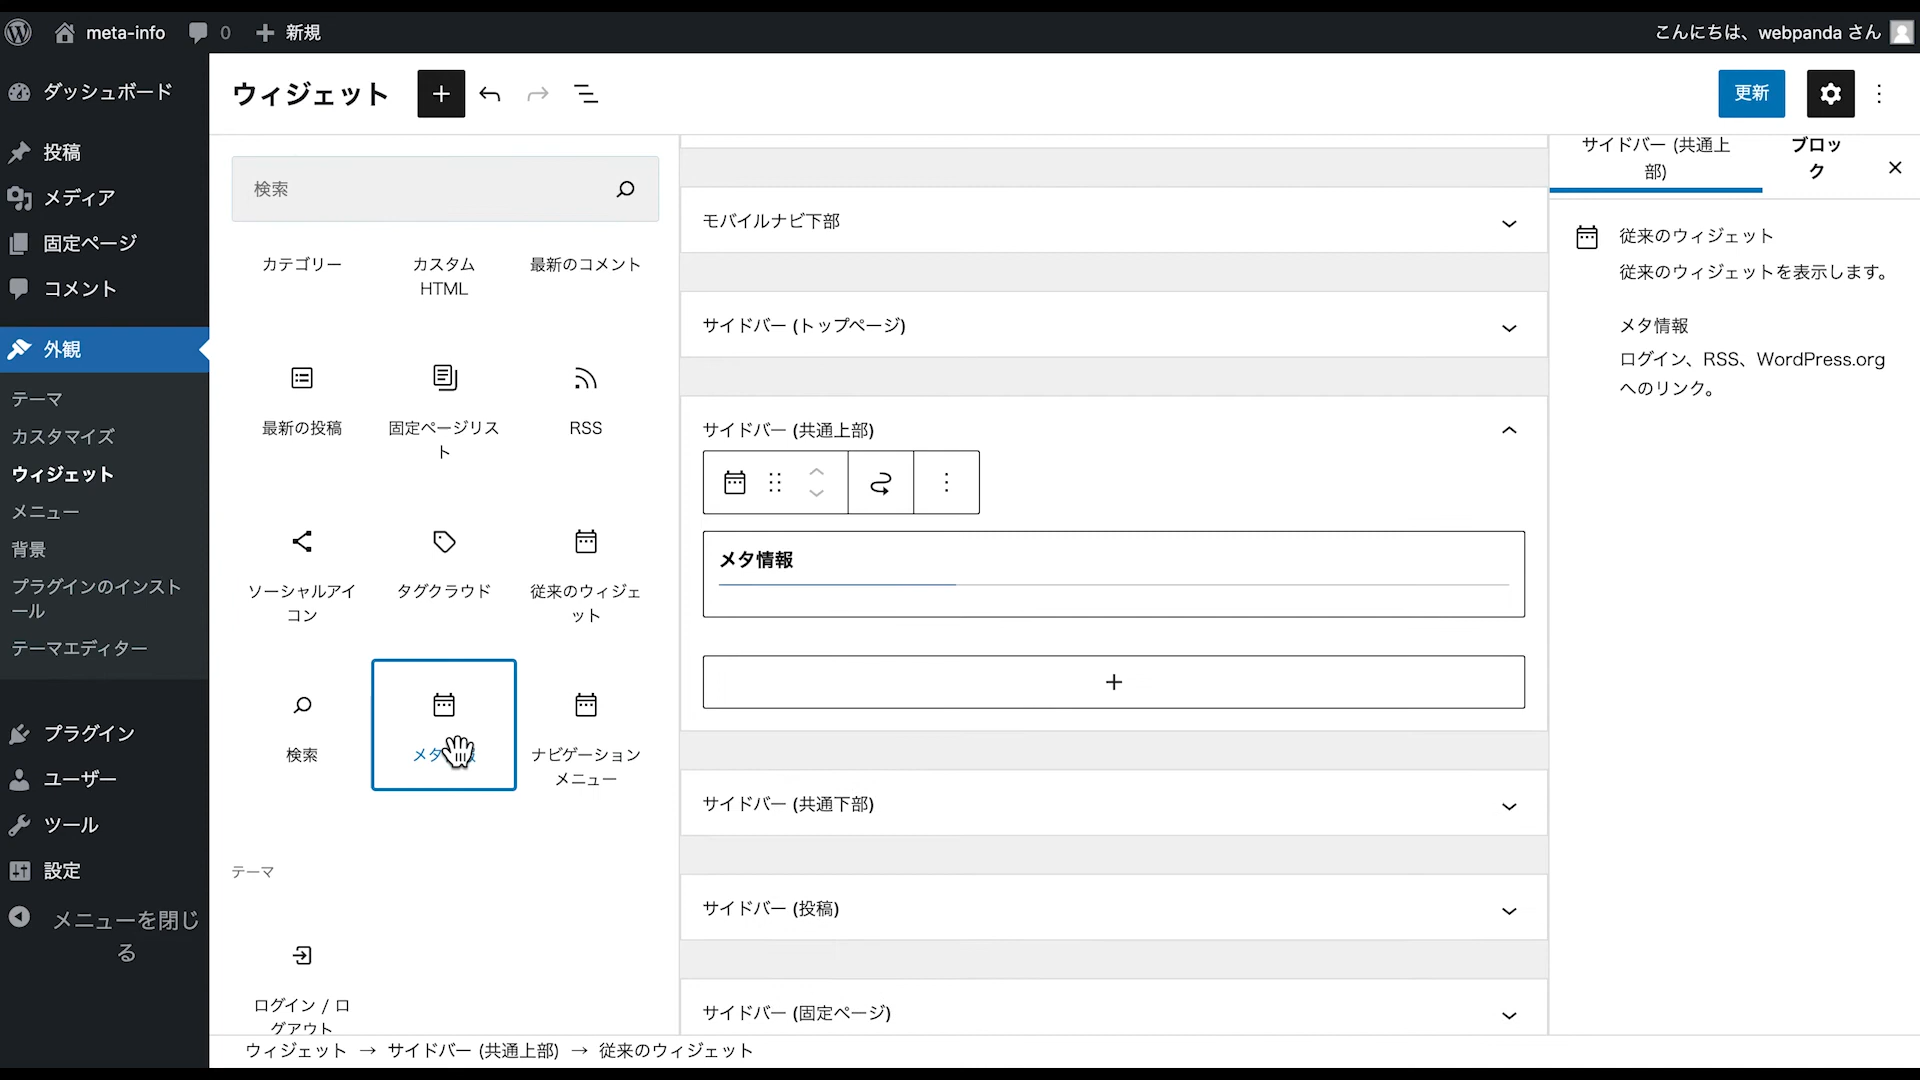 meta-info
0
新規
こんにちは、webpanda さん
ダッシュボード
投稿
メディア
固定ページ
コメント
外観
テーマ
カスタマイズ
ウィジェット
メニュー
背景
プラグインのインスト
ール
テーマエディター
プラグイン
ユーザー
ツール
設定
メニューを閉じ
る
ウィジェット
更新
検索
カテゴリー
カスタム
HTML
最新のコメント
最新の投稿
固定ページリス
ト
RSS
ソーシャルアイ
コン
タグクラウド
従来のウィジェ
ット
検索
メタ
ナビゲーション
メニュー
テーマ
ログイン / ロ
グアウト
モバイルナビ下部
サイドバー (トップページ)
サイドバー (共通上部)
メタ情報
サイドバー (共通下部)
サイドバー (投稿)
サイドバー (固定ページ)
サイドバー (共通上
部)
ブロッ
ク
従来のウィジェット
従来のウィジェットを表示します。
メタ情報
ログイン、RSS、WordPress.org
へのリンク。
ウィジェット → サイドバー (共通上部) → 従来のウィジェット